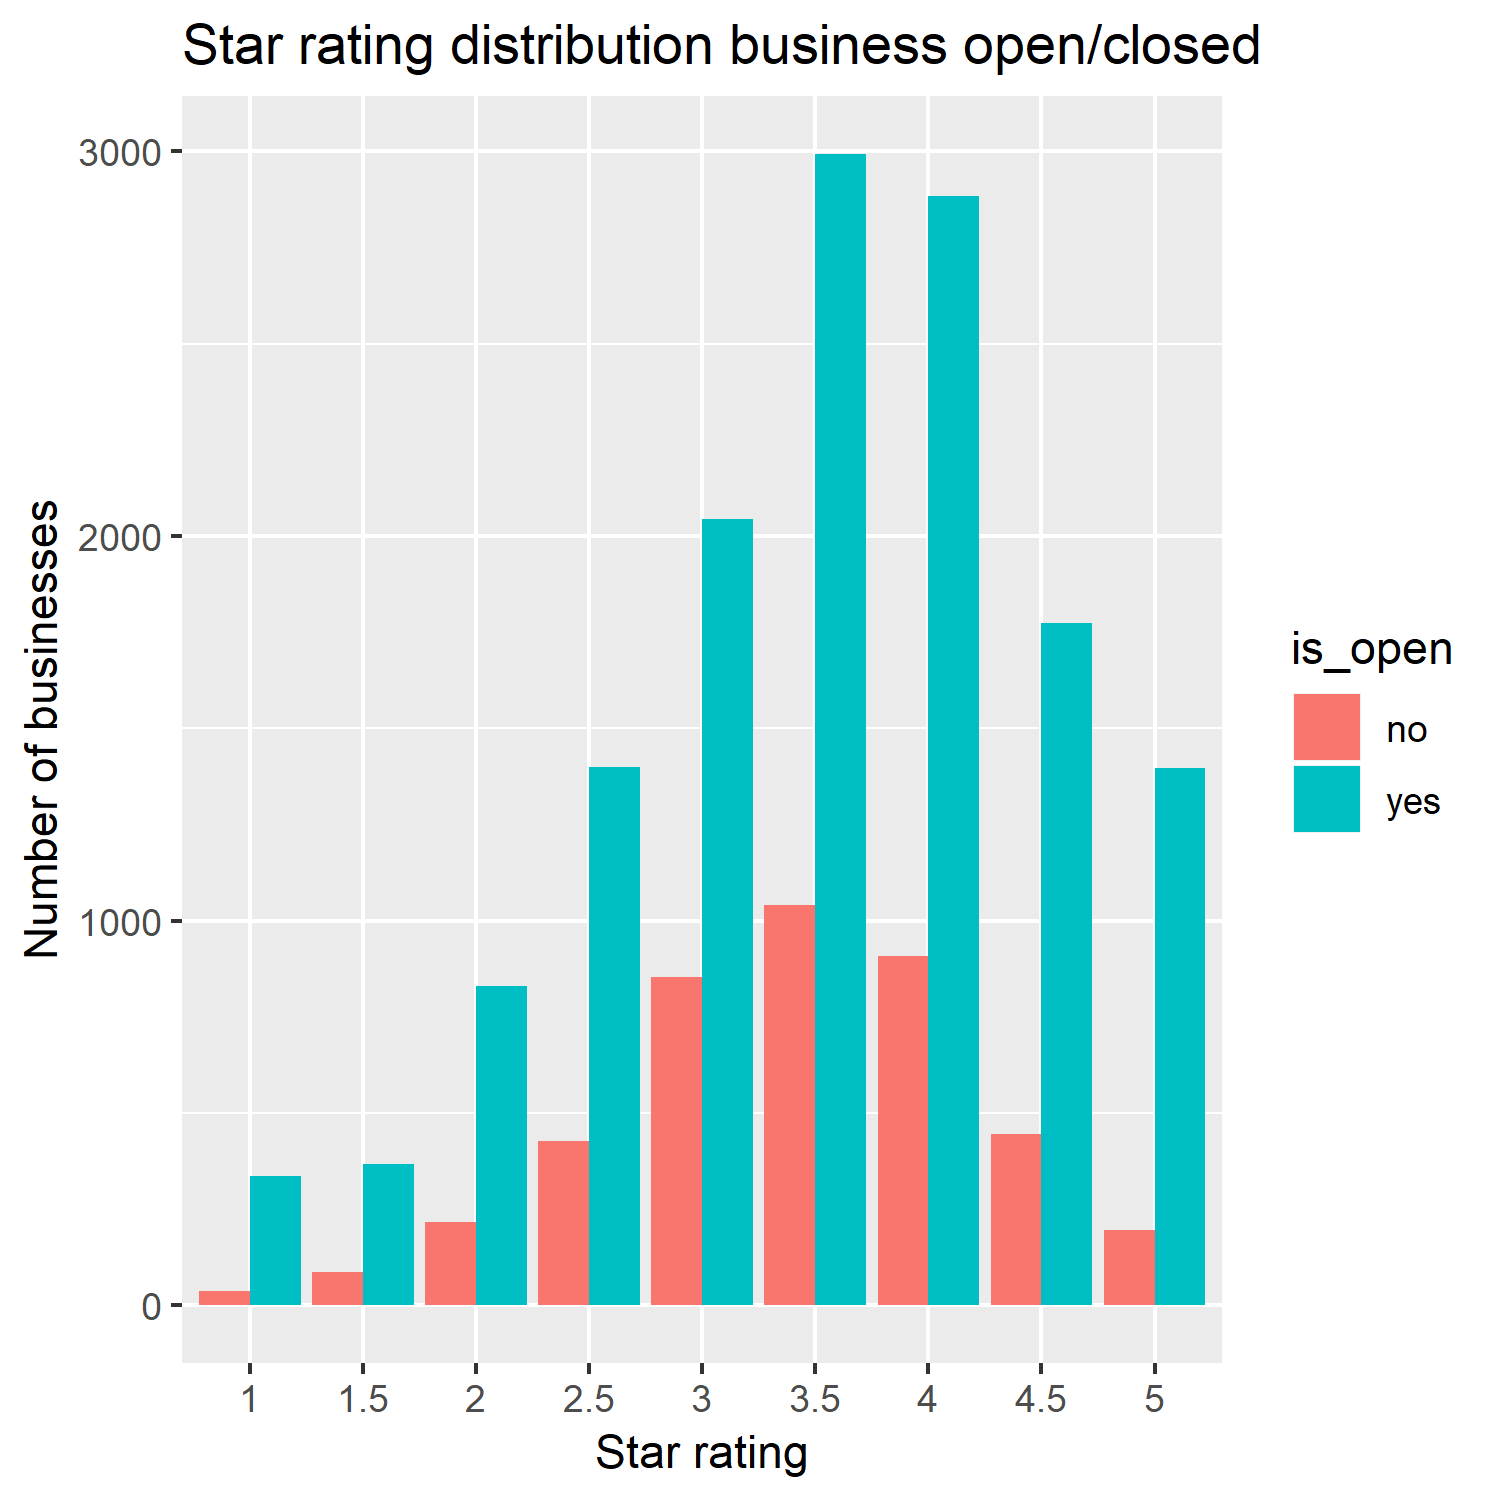 Star rating distribution business open/closed
3000
2000
1000
0
Number of businesses
1
1.5
2
2.5
3
3.5
4
4.5
5
Star rating
is_open
no
yes